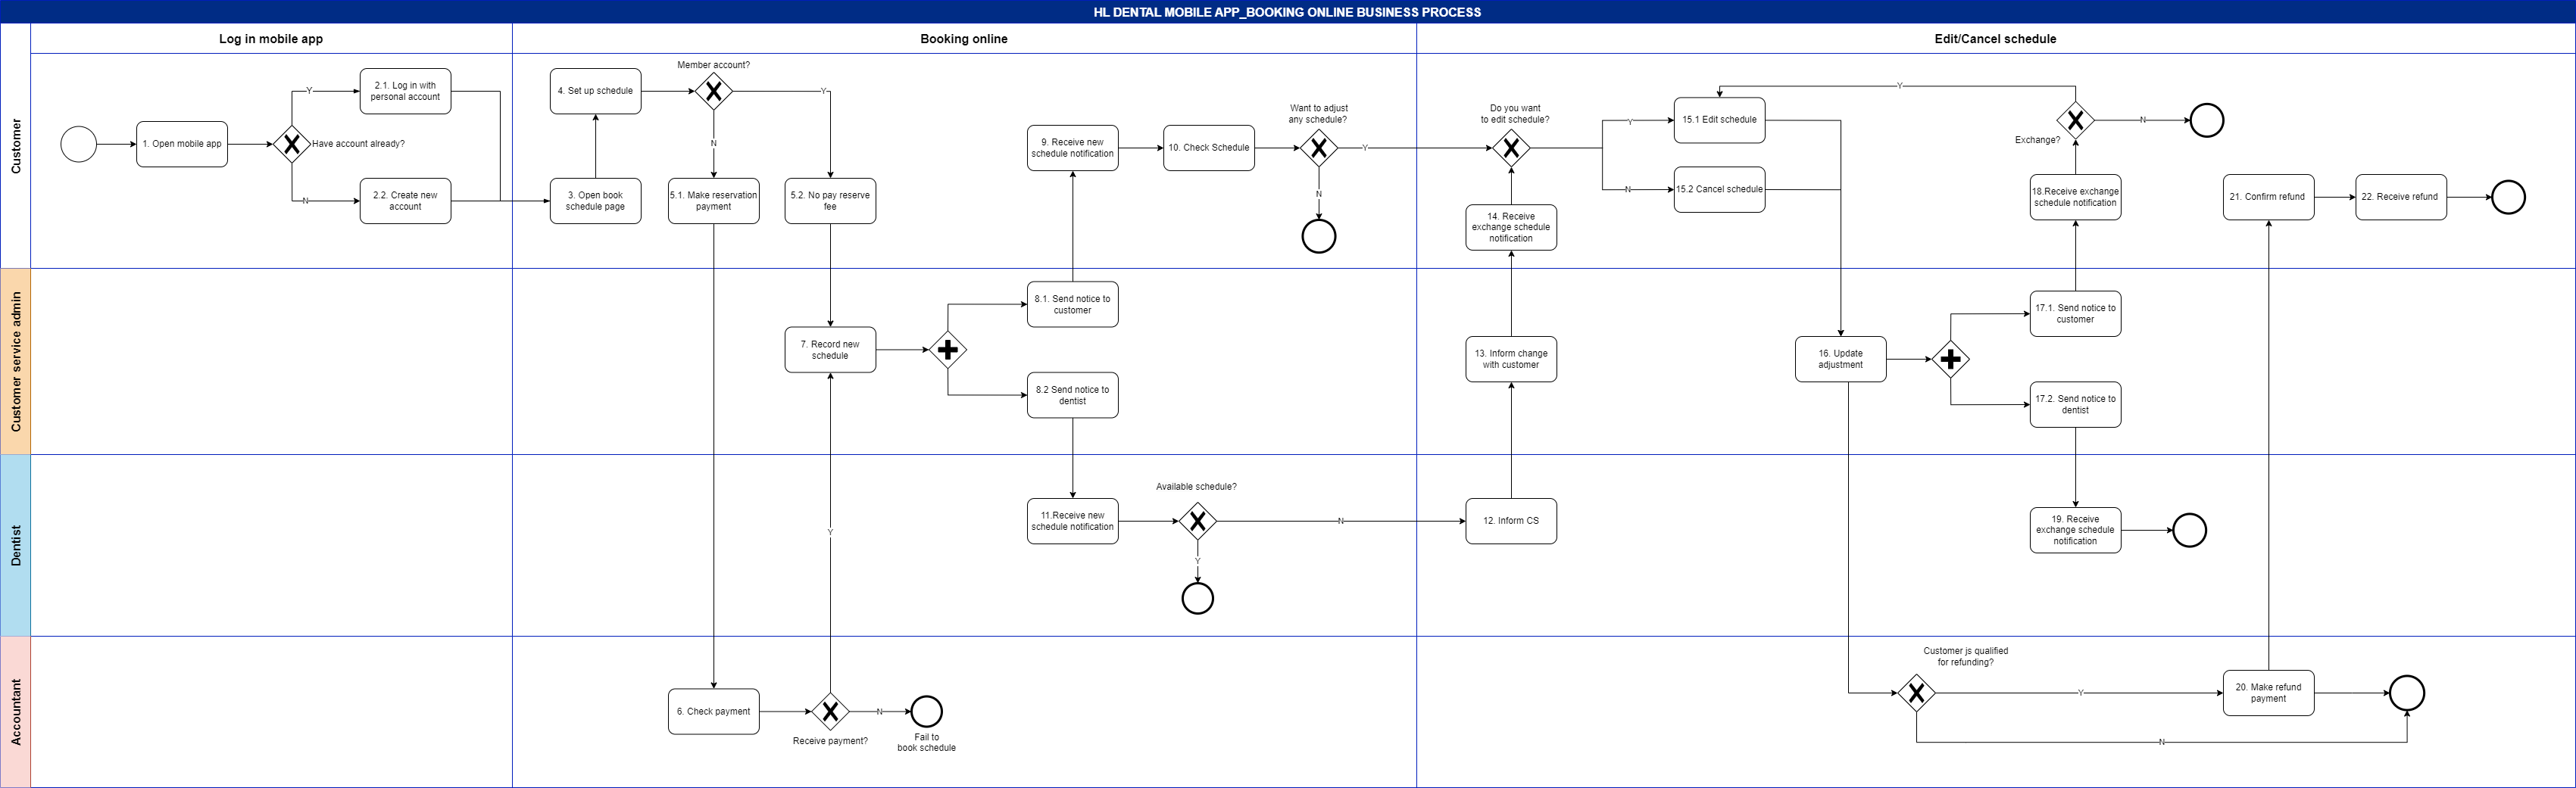 HL DENTAL MOBILE APP_BOOKING ONLINE BUSINESS PROCESS
Log in mobile app
Booking online
Edit/Cancel schedule
Customer
1. Open mobile app
Have account already?
Y
N
2.1. Log in with
personal account
2.2. Create new
account
3. Open book
schedule page
4. Set up schedule
Member account?
Y
N
5.1. Make reservation
payment
5.2. No pay reserve
fee
9. Receive new
schedule notification
10. Check Schedule
Want to adjust
any schedule?
Y
N
Do you want
to edit schedule?
Y
N
14. Receive
exchange schedule
notification
15.1 Edit schedule
15.2 Cancel schedule
Y
Exchange?
N
18.Receive exchange
schedule notification
21. Confirm refund
22. Receive refund
Customer service admin
7. Record new
schedule
8.1. Send notice to
customer
8.2 Send notice to
dentist
13. Inform change
with customer
16. Update
adjustment
17.1. Send notice to
customer
17.2. Send notice to
dentist
Dentist
Y
11.Receive new
schedule notification
Available schedule?
N
Y
12. Inform CS
19. Receive
exchange schedule
notification
Accountant
6. Check payment
Receive payment?
N
Fail to
book schedule
Customer js qualified
for refunding?
Y
N
20. Make refund
payment